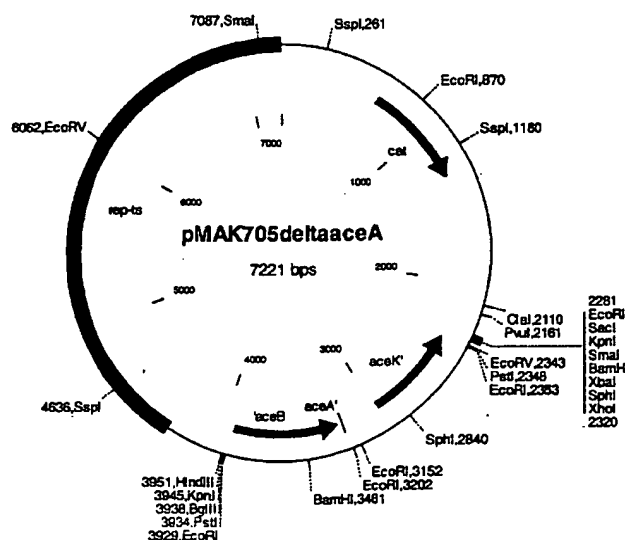 7087,SmaI
SspI,261
EcoRI,870
SspI,1180
cat
1000
7000
6062,EcoRV
rep-ts
6000
pMAK705deltaaceA
7221 bps
2000
5000
ClaI,2110
PvuI,2161
2281
EcoRI
SacI
KpnI
SmaI
BamH
XbaI
SphI
XhoI
2320
EcoRV,2343
PstI,2348
EcoRI,2353
aceK'
3000
4000
aceA'
'aceB
SphI,2840
4636,SspI
EcoRI,3152
EcoRI,3202
BamHI,3461
3951,HindIII
3945,KpnI
3938,BglII
3934,PstI
3929,EcoRI